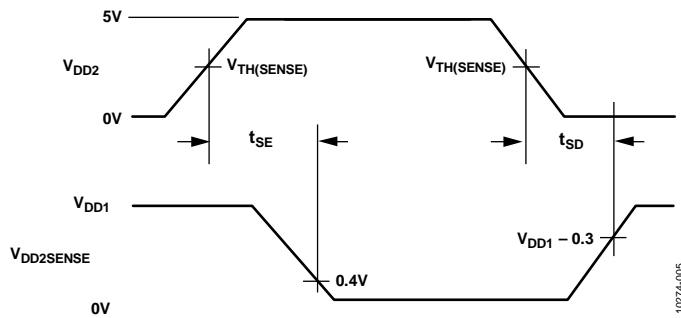 5V
VDD2
VTH(SENSE)
VTH(SENSE)
0V
tSE
tSD
VDD1
VDD1 – 0.3
VDD2SENSE
0.4V
0V
10274-005